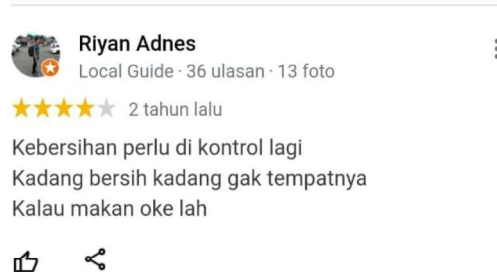 Riyan Adnes
Local Guide · 36 ulasan · 13 foto
2 tahun lalu
Kebersihan perlu di kontrol lagi
Kadang bersih kadang gak tempatnya
Kalau makan oke lah